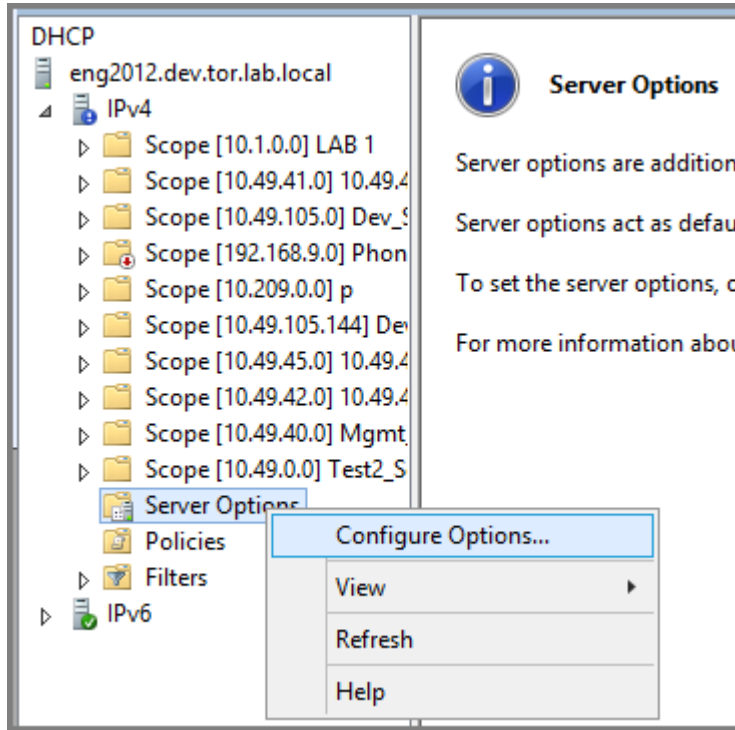 DHCP
eng2012.dev.tor.lab.local
IPv4
Scope [10.1.0.0] LAB 1
Scope [10.49.41.0] 10.49.4
Scope [10.49.105.0] Dev_S
Scope [192.168.9.0] Phon
Scope [10.209.0.0] p
Scope [10.49.105.144] Dev
Scope [10.49.45.0] 10.49.4
Scope [10.49.42.0] 10.49.4
Scope [10.49.40.0] Mgmt_
Scope [10.49.0.0] Test2_S
Server Options
Policies
Filters
IPv6
Configure Options...
View
Refresh
Help
Server Options
Server options are addition
Server options act as defau
To set the server options, c
For more information abou